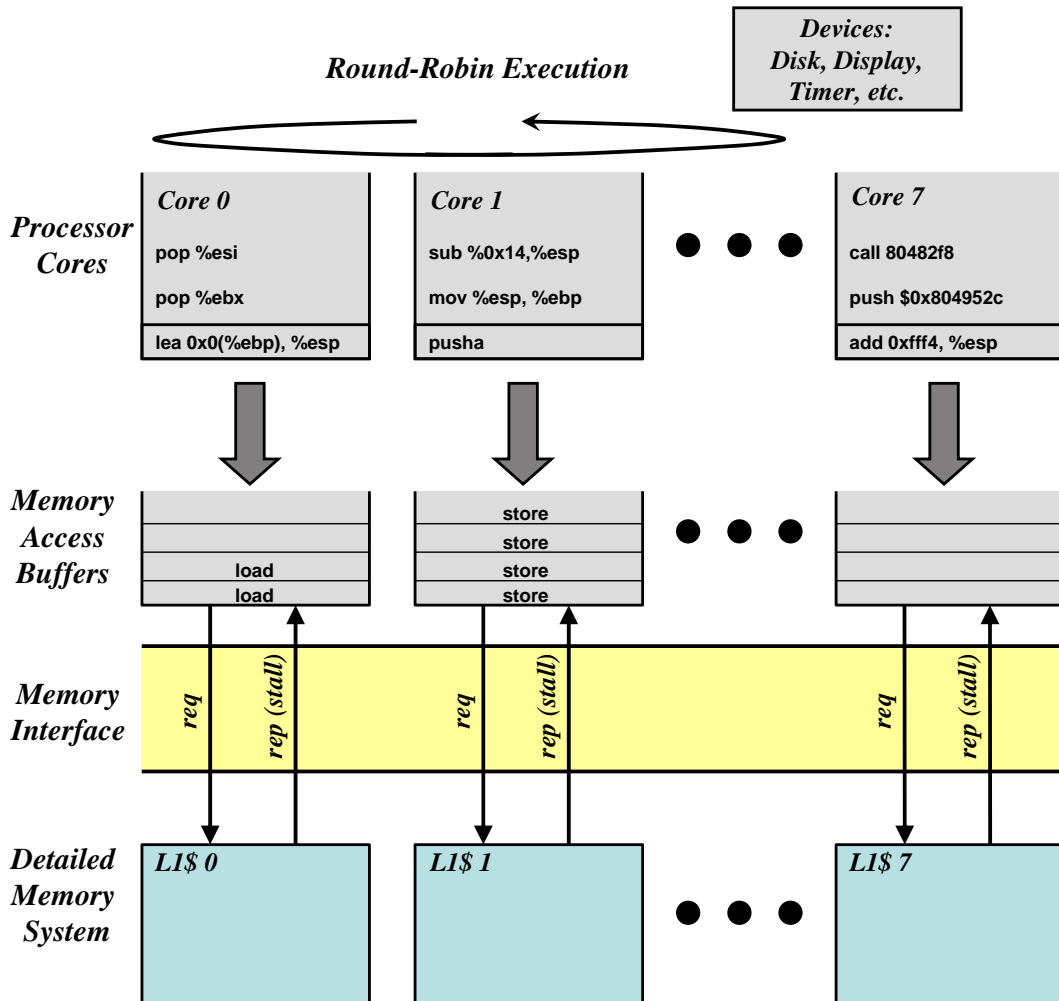 Devices:
Disk, Display,
Timer, etc.
Round-Robin Execution
Processor
Cores
Core 0
pop %esi
pop %ebx
lea 0x0(%ebp), %esp
Core 1
sub %0x14,%esp
mov %esp, %ebp
pusha
Core 7
call 80482f8
push $0x804952c
add 0xfff4, %esp
Memory
Access
Buffers
load
load
store
store
store
store
Memory
Interface
req
rep (stall)
req
rep (stall)
req
rep (stall)
Detailed
Memory
System
L1$ 0
L1$ 1
L1$ 7